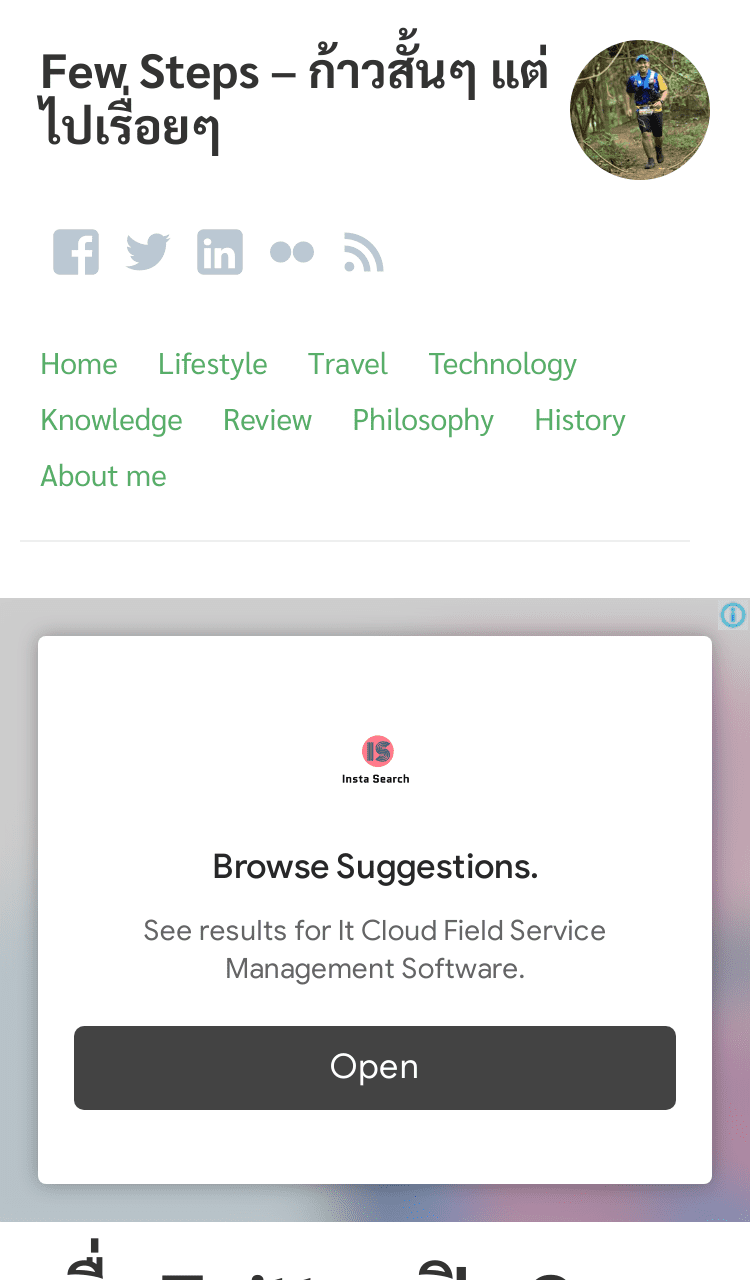 Few Steps – ก้าวสั้นๆ แต่
ไปเรื่อยๆ
Home Lifestyle Travel Technology
Knowledge Review Philosophy History
About me
IS
Insta Search
Browse Suggestions.
See results for It Cloud Field Service
Management Software.
Open